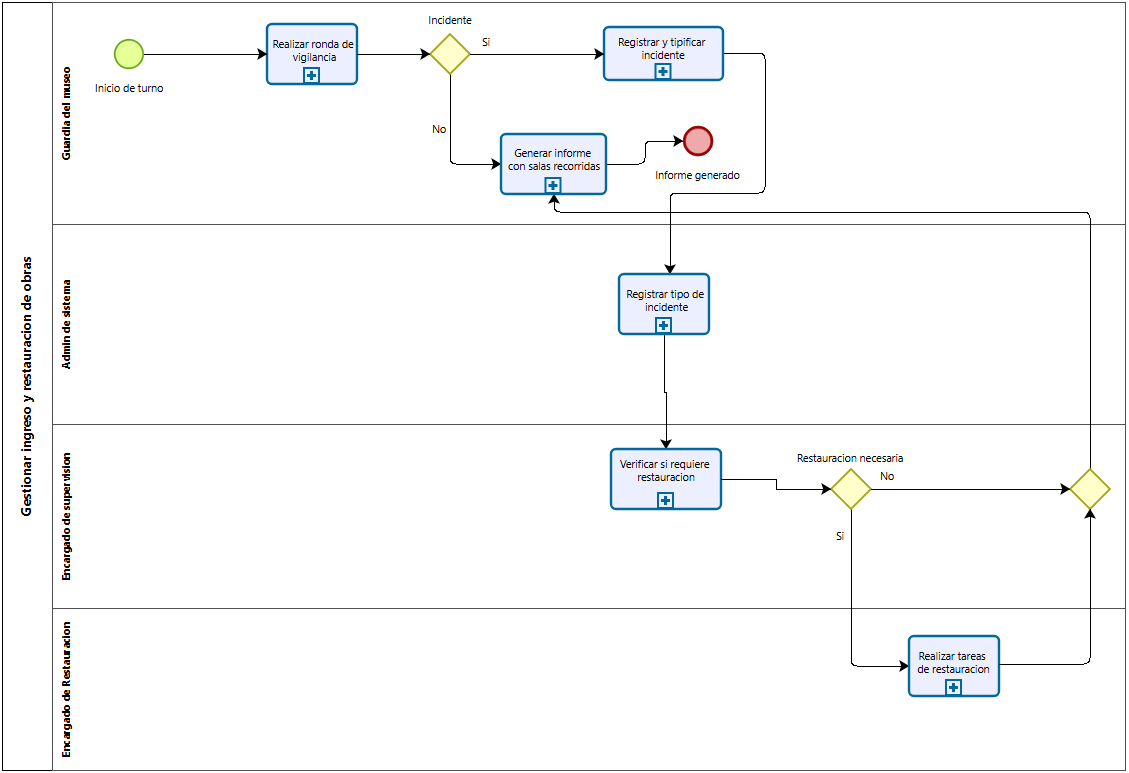 Gestionar ingreso y restauracion de obras
Guardia del museo
Inicio de turno
Realizar ronda de
vigilancia
Incidente
Si
No
Registrar y tipificar
incidente
Generar informe
con salas recorridas
Informe generado
Admin de sistema
Registrar tipo de
incidente
Encargado de supervision
Verificar si requiere
restauracion
Restauracion necesaria
No
Si
Encargado de Restauracion
Realizar tareas
de restauracion